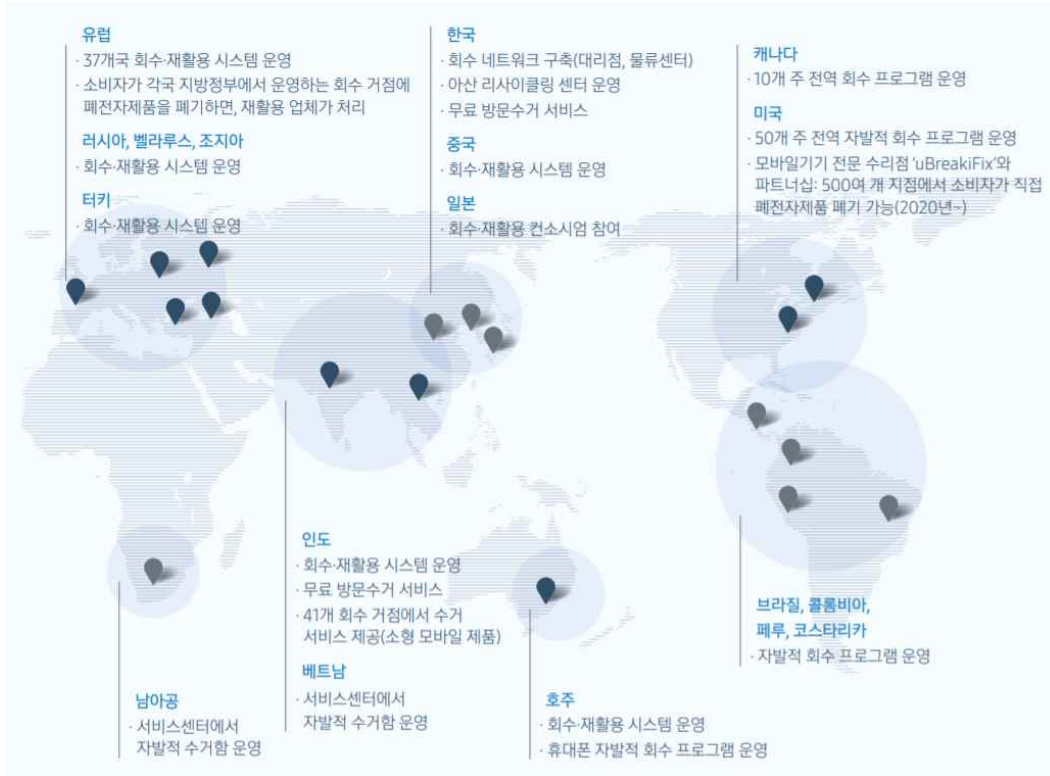 유럽
· 37개국 회수·재활용 시스템 운영
· 소비자가 각국 지방정부에서 운영하는 회수 거점에
폐전자제품을 폐기하면, 재활용 업체가 처리
러시아, 벨라루스, 조지아
· 회수·재활용 시스템 운영
터키
· 회수·재활용 시스템 운영
한국
· 회수 네트워크 구축(대리점, 물류센터)
· 아산 리사이클링 센터 운영
· 무료 방문수거 서비스
중국
· 회수·재활용 시스템 운영
일본
· 회수·재활용 컨소시엄 참여
캐나다
· 10개 주 전역 회수 프로그램 운영
미국
· 50개 주 전역 자발적 회수 프로그램 운영
· 모바일기기 전문 수리점 ‘uBreakiFix’와
파트너십: 500여 개 지점에서 소비자가 직접
폐전자제품 폐기 가능(2020년~)
남아공
· 서비스센터에서
자발적 수거함 운영
인도
· 회수·재활용 시스템 운영
· 무료 방문수거 서비스
· 41개 회수 거점에서 수거
서비스 제공(소형 모바일 제품)
베트남
· 서비스센터에서
자발적 수거함 운영
호주
· 회수·재활용 시스템 운영
· 휴대폰 자발적 회수 프로그램 운영
브라질, 콜롬비아,
페루, 코스타리카
· 자발적 회수 프로그램 운영